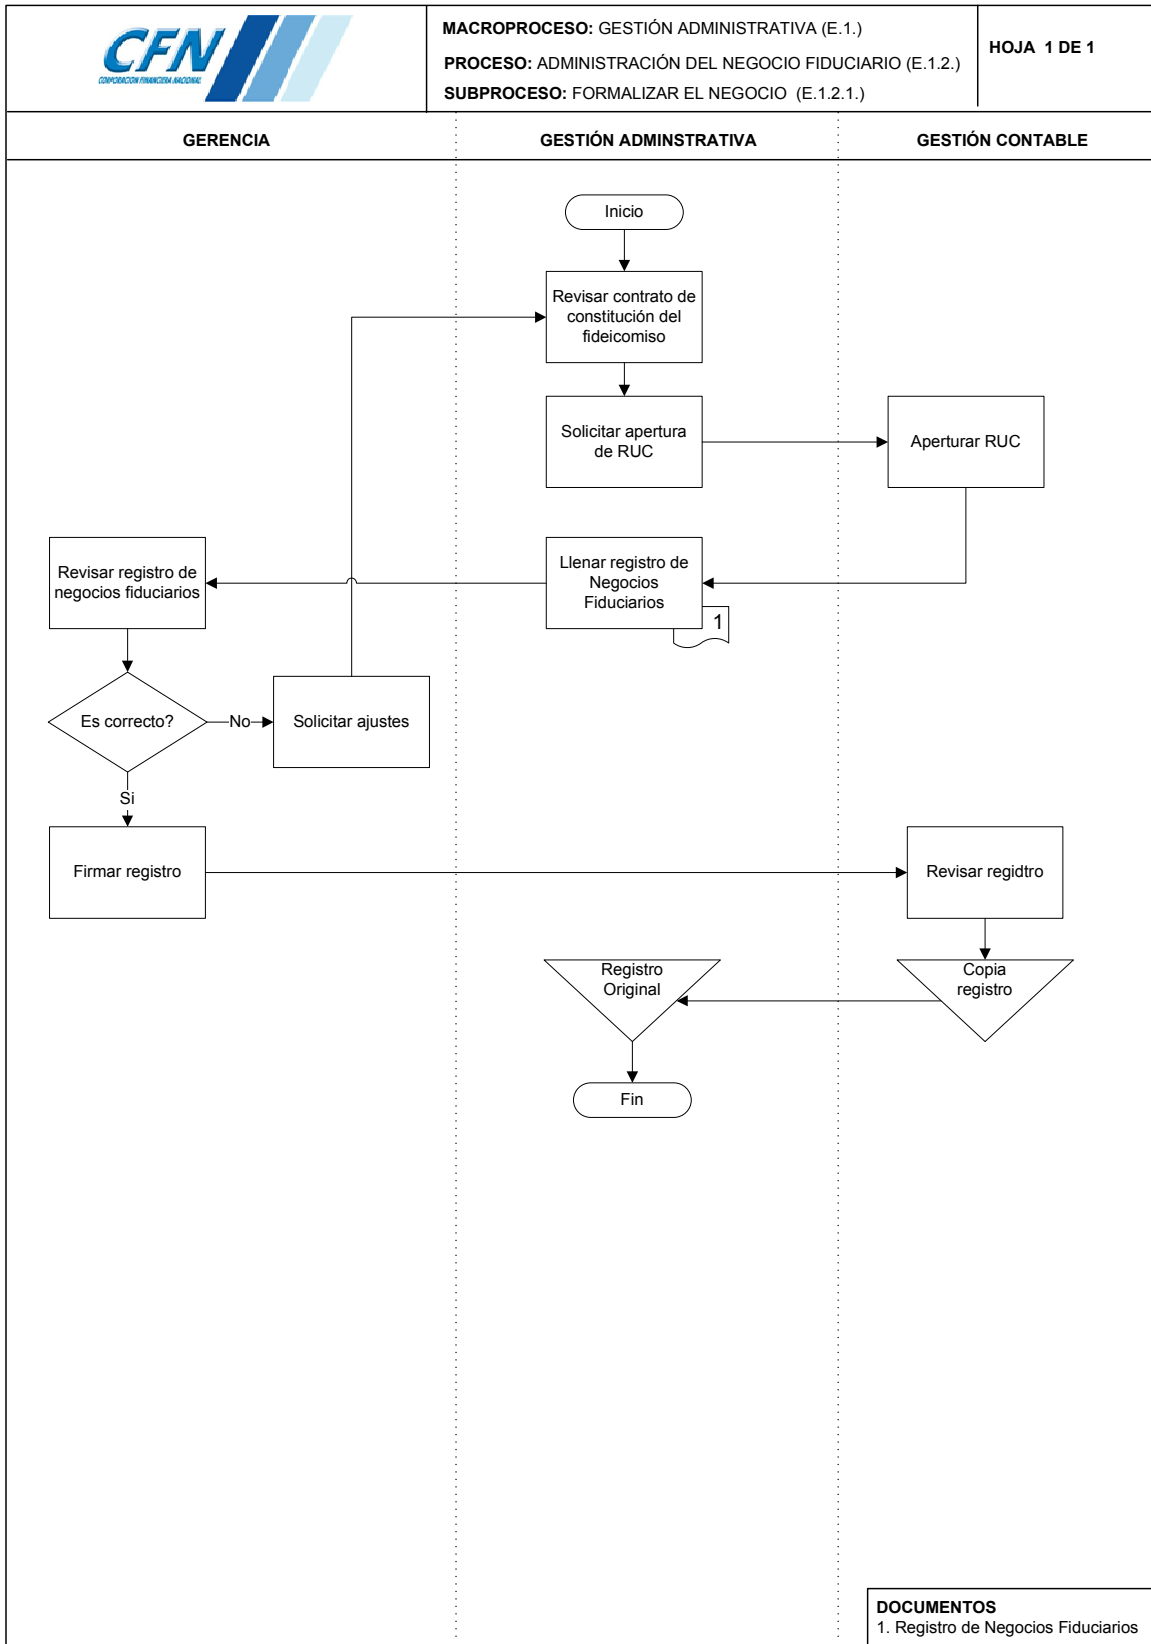 CFN
CORPORACIÓN FINANCIERA NACIONAL
MACROPROCESO: GESTIÓN ADMINISTRATIVA (E.1.)
PROCESO: ADMINISTRACIÓN DEL NEGOCIO FIDUCIARIO (E.1.2.)
SUBPROCESO: FORMALIZAR EL NEGOCIO (E.1.2.1.)
HOJA 1 DE 1
GERENCIA
GESTIÓN ADMINSTRATIVA
GESTIÓN CONTABLE
Inicio
Revisar contrato de
constitución del
fideicomiso
Solicitar apertura
de RUC
Aperturar RUC
Llenar registro de
Negocios
Fiduciarios
1
Revisar registro de
negocios fiduciarios
Es correcto?
No
Solicitar ajustes
Si
Firmar registro
Revisar regidtro
Copia
registro
Registro
Original
Fin
DOCUMENTOS
1. Registro de Negocios Fiduciarios